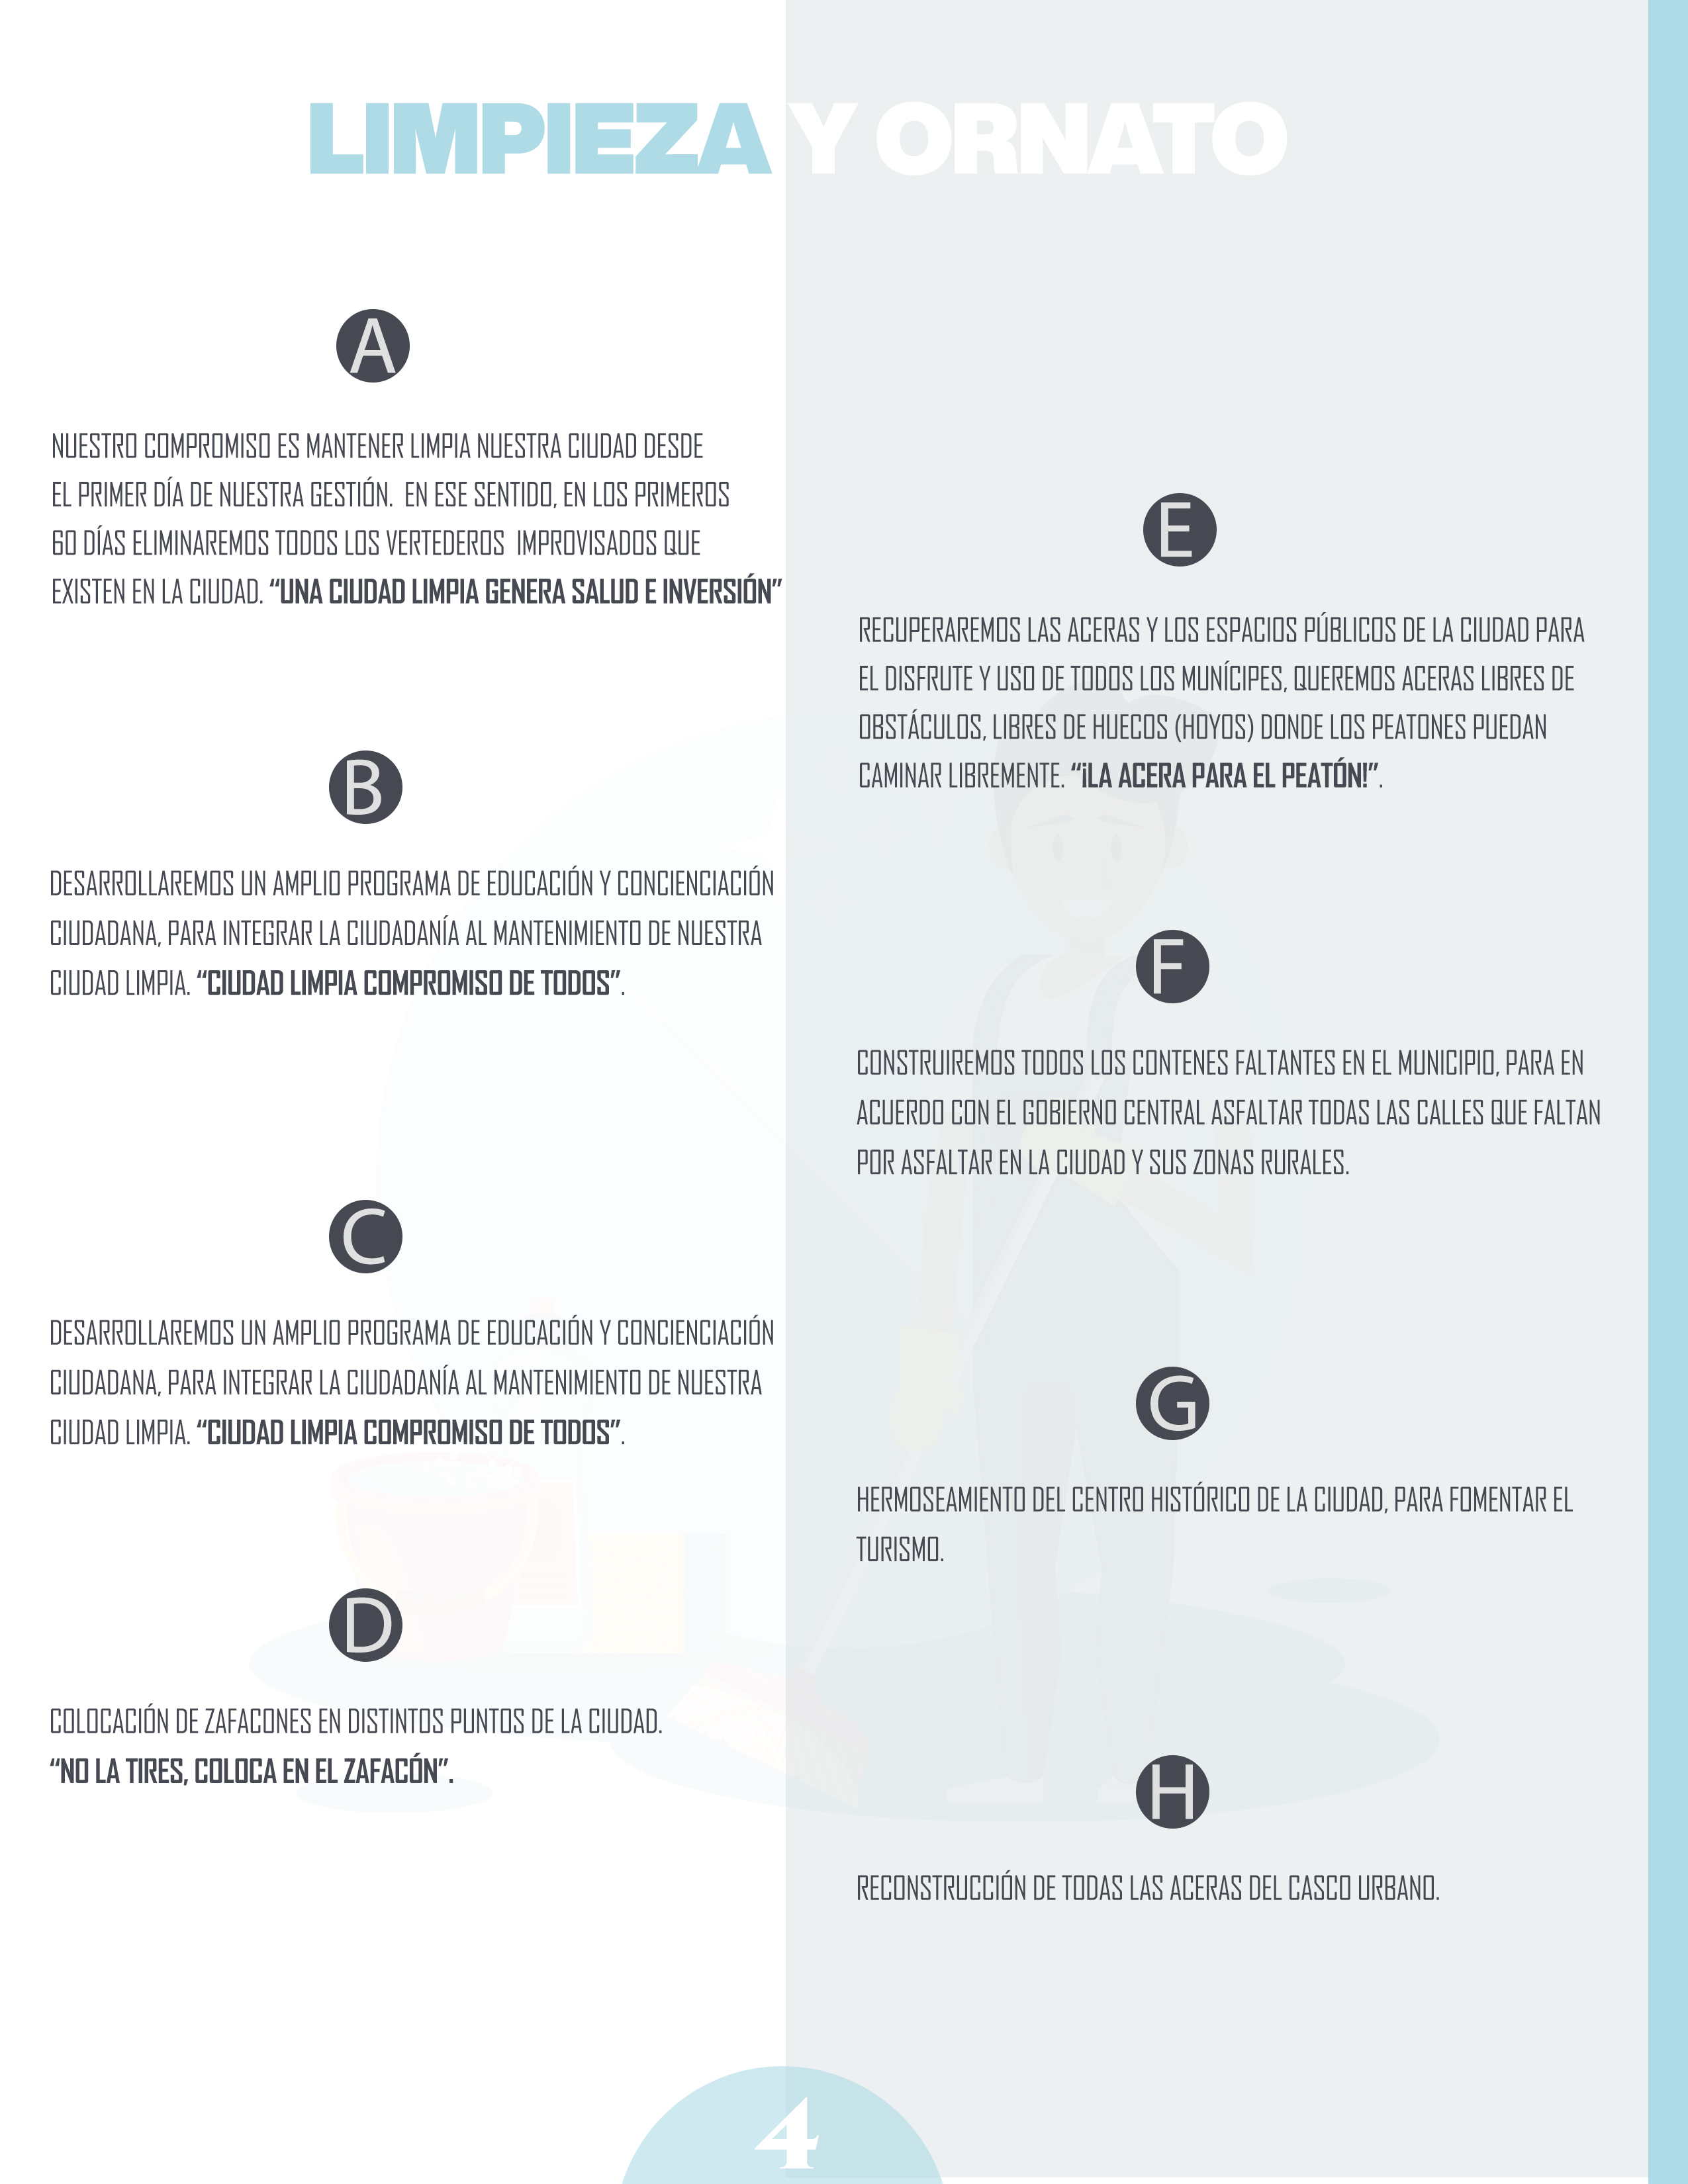 LIMPIEZA Y ORNATO
A
NUESTRO COMPROMISO ES MANTENER LIMPIA NUESTRA CIUDAD DESDE
EL PRIMER DÍA DE NUESTRA GESTIÓN. EN ESE SENTIDO, EN LOS PRIMEROS
60 DÍAS ELIMINAREMOS TODOS LOS VERTEDEROS IMPROVISADOS QUE
EXISTEN EN LA CIUDAD. “UNA CIUDAD LIMPIA GENERA SALUD E INVERSIÓN”
B
DESARROLLAREMOS UN AMPLIO PROGRAMA DE EDUCACIÓN Y CONCIENCIACIÓN
CIUDADANA, PARA INTEGRAR LA CIUDADANÍA AL MANTENIMIENTO DE NUESTRA
CIUDAD LIMPIA. “CIUDAD LIMPIA COMPROMISO DE TODOS”.
C
DESARROLLAREMOS UN AMPLIO PROGRAMA DE EDUCACIÓN Y CONCIENCIACIÓN
CIUDADANA, PARA INTEGRAR LA CIUDADANÍA AL MANTENIMIENTO DE NUESTRA
CIUDAD LIMPIA. “CIUDAD LIMPIA COMPROMISO DE TODOS”.
D
COLOCACIÓN DE ZAFACONES EN DISTINTOS PUNTOS DE LA CIUDAD.
“NO LA TIRES, COLOCA EN EL ZAFACÓN”.
E
RECUPERAREMOS LAS ACERAS Y LOS ESPACIOS PÚBLICOS DE LA CIUDAD PARA
EL DISFRUTE Y USO DE TODOS LOS MUNÍCIPES, QUEREMOS ACERAS LIBRES DE
OBSTÁCULOS, LIBRES DE HUECOS (HOYOS) DONDE LOS PEATONES PUEDAN
CAMINAR LIBREMENTE. “¡LA ACERA PARA EL PEATÓN!”.
F
CONSTRUIREMOS TODOS LOS CONTENES FALTANTES EN EL MUNICIPIO, PARA EN
ACUERDO CON EL GOBIERNO CENTRAL ASFALTAR TODAS LAS CALLES QUE FALTAN
POR ASFALTAR EN LA CIUDAD Y SUS ZONAS RURALES.
G
HERMOSEAMIENTO DEL CENTRO HISTÓRICO DE LA CIUDAD, PARA FOMENTAR EL
TURISMO.
H
RECONSTRUCCIÓN DE TODAS LAS ACERAS DEL CASCO URBANO.
4